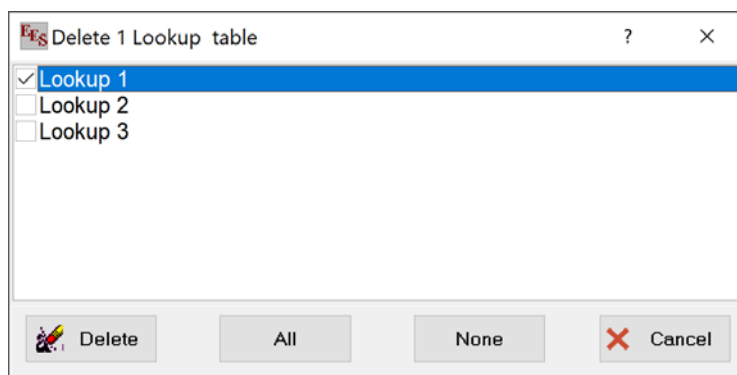 EES Delete 1 Lookup table
Lookup 1
Lookup 2
Lookup 3
Delete All None Cancel